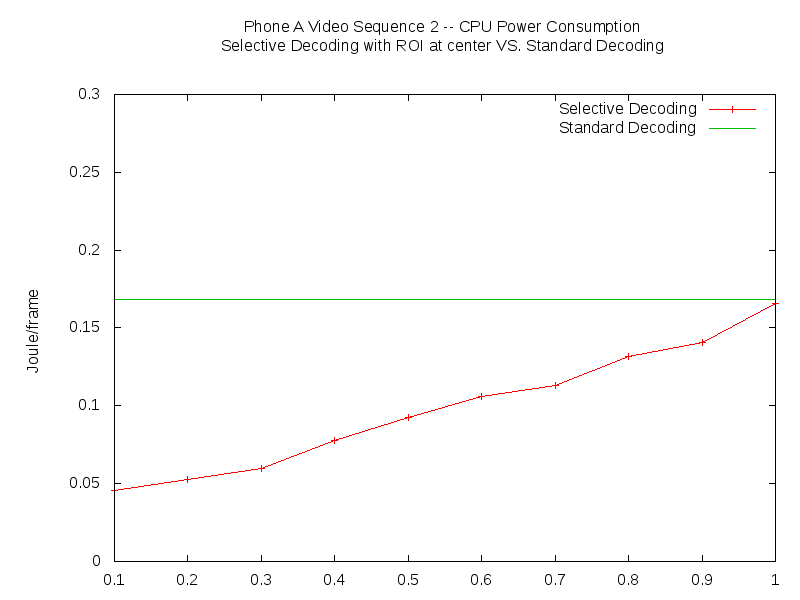 Phone A Video Sequence 2 -- CPU Power Consumption
Selective Decoding with ROI at center VS. Standard Decoding
Selective Decoding
Standard Decoding
Joule/frame
0.3
0.25
0.2
0.15
0.1
0.05
0
0.1 0.2 0.3 0.4 0.5 0.6 0.7 0.8 0.9 1